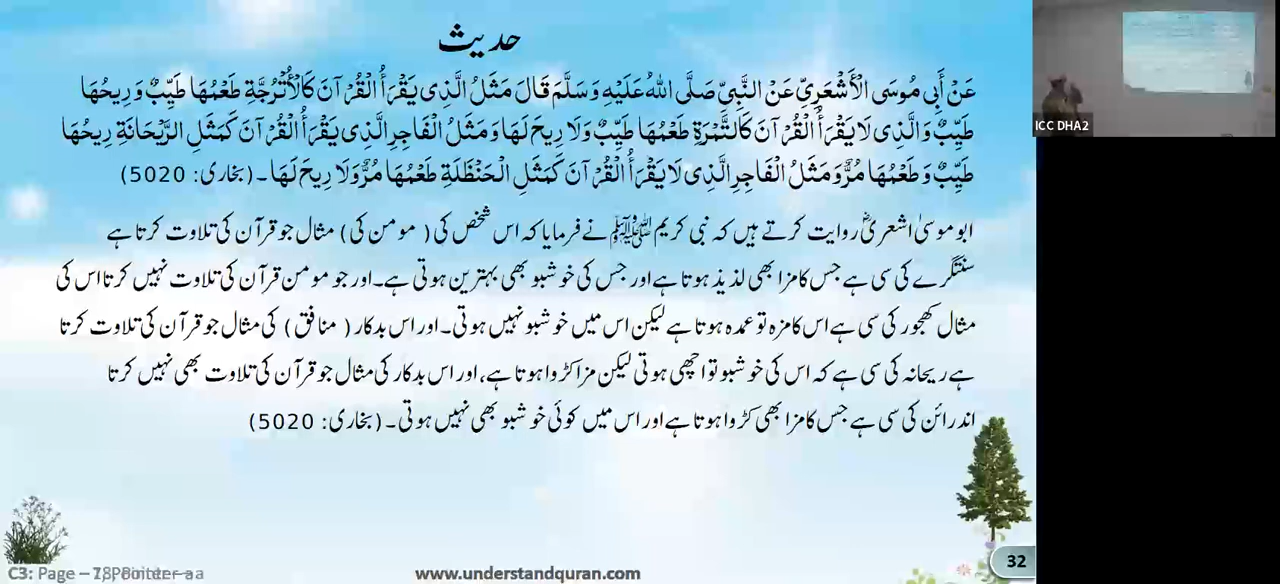 حدیث
عَنْ أَبِی مُوسَی الْأَشْعَرِیِّ عَنْ النَّبِیِّ صَلَّی اللہُ عَلَیْہِ وَسَلَّمَ قَالَ مَثَلُ الَّذِی یَقْرَأُ الْقُرْآنَ کَالْأُتْرُجَّۃِ طَعْمُهَا طَیِّبٌ وَرِیحُهَا
طَیِّبٌ وَالَّذِی لَا یَقْرَأُ الْقُرْآنَ کَالتَّمْرَۃِ طَعْمُهَا طَیِّبٌ وَلَا رِیحَ لَهَا وَمَثَلُ الْفَاجِرِ الَّذِی یَقْرَأُ الْقُرْآنَ کَمَثَلِ الرَّیْحَانَۃِ رِیحُهَا
طَیِّبٌ وَطَعْمُهَا مُرٌّ وَمَثَلُ الْفَاجِرِ الَّذِی لَا یَقْرَأُ الْقُرْآنَ کَمَثَلِ الْحَنْظَلَۃِ طَعْمُهَا مُرٌّ وَلَا رِیحَ لَهَا۔ (بخاری: 5020)
ابو موسیٰ اشعریؓ روایت کرتے ہیں کہ نبی کریم ﷺ نے فرمایا کہ اس شخص کی (مومن کی) مثال جو قرآن کی تلاوت کرتا ہے
سنتگرے کی سی ہے جس کا مزا بھی لذیذ ہوتا ہے اور جس کی خوشبو بھی بہترین ہوتی ہے۔ اور جو مومن قرآن کی تلاوت نہیں کرتا اس کی
مثال کھجور کی سی ہے اس کا مزہ تو عمدہ ہوتا ہے لیکن اس میں خوشبو نہیں ہوتی۔ اور اس بدکار (منافق) کی مثال جو قرآن کی تلاوت کرتا
ہے ریحانہ کی سی ہے کہ اس کی خوشبو تو اچھی ہوتی لیکن مزا کڑوا ہوتا ہے، اور اس بدکار کی مثال جو قرآن کی تلاوت بھی نہیں کرتا
اندرائن کی سی ہے جس کا مزا بھی کڑوا ہوتا ہے اور اس میں کوئی خوشبو بھی نہیں ہوتی۔ (بخاری: 5020)
ICC DHA2
32
C3: Page –
www.understandquran.com